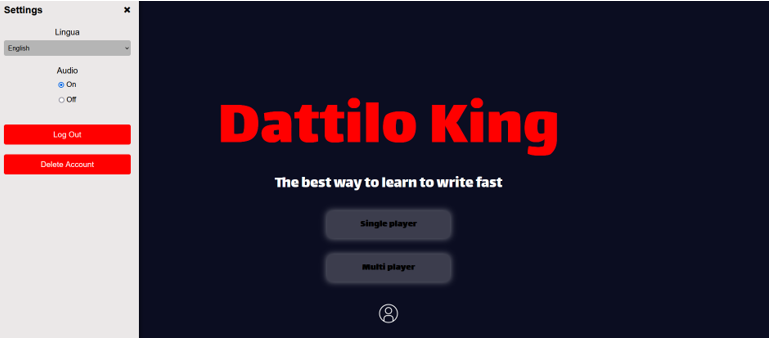 Settings ×
Lingua
English
Audio
On
Off
Log Out
Delete Account
Dattilo King
The best way to learn to write fast
Single player
Multi player